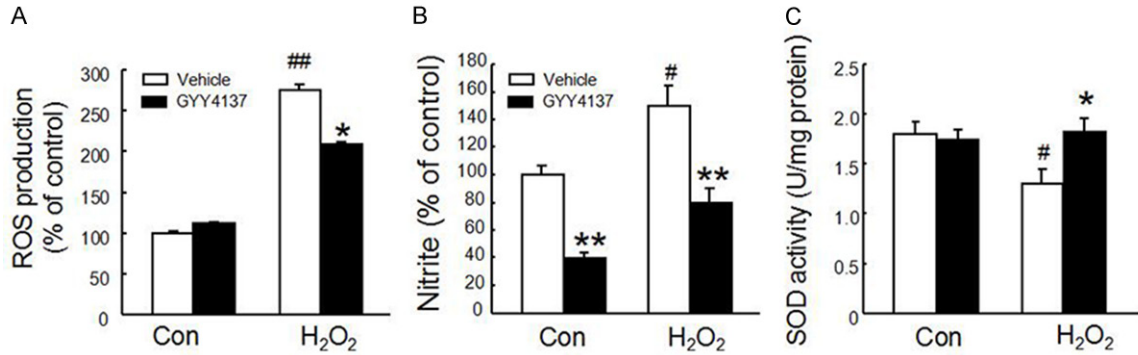 A
ROS production
(% of control)
300
250
200
150
100
50
0
Vehicle
GYY4137
##
*
Con
H₂O₂
B
Nitrite (% of control)
180
160
140
120
100
80
60
40
20
0
Vehicle
GYY4137
#
**
**
Con
H₂O₂
C
SOD activity (U/mg protein)
2.5
2.0
1.5
1.0
1.5
0.0
#
*
Con
H₂O₂